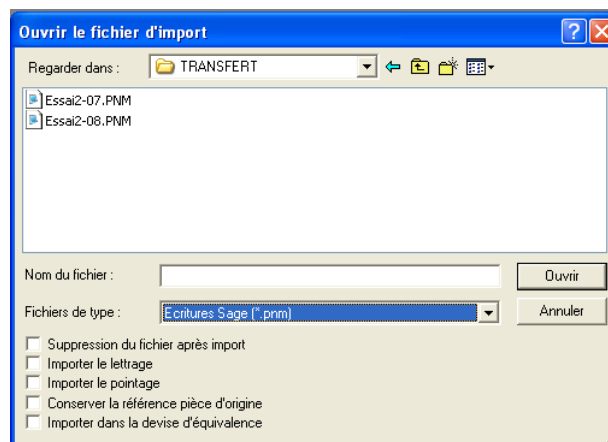 Ouvrir le fichier d'import
Regarder dans : TRANSFERT
Essai2-07.PNM
Essai2-08.PNM
Nom du fichier : Ouvrir
Fichiers de type : Ecritures Sage (*.pnm) Annuler
Suppression du fichier après import
Importer le lettrage
Importer le pointage
Conserver la référence pièce d'origine
Importer dans la devise d'équivalence